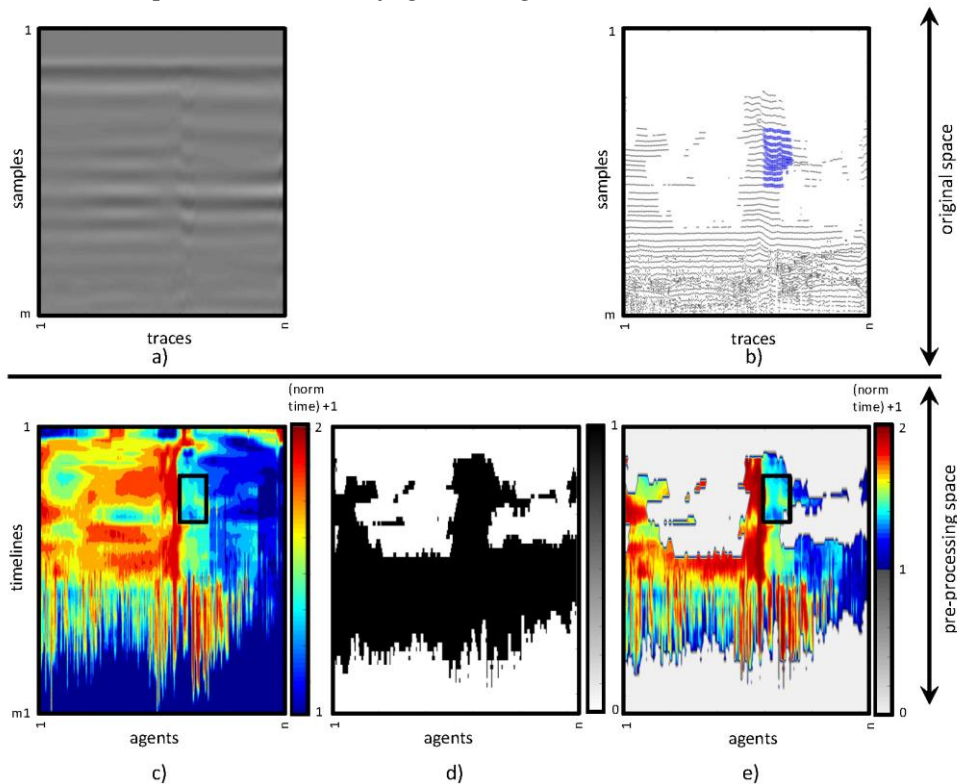 1
samples
m
1
n
traces
a)
1
samples
m
1
n
traces
b)
original space
1
timelines
m1
1
n
agents
c)
(norm
time) +1
2
1
1
n
agents
d)
1
0
1
n
agents
e)
(norm
time) +1
2
1
0
pre-processing space